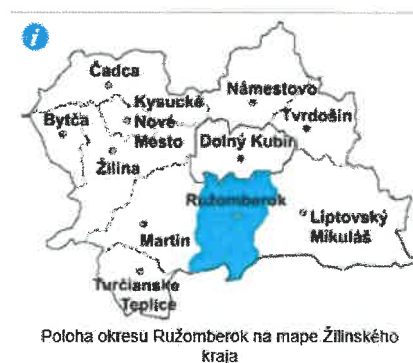 i
Čadca
Kysucké
Nové
Mesto
Bytča
Žilina
Námestovo
Tvrdošín
Dolný Kubín
Ružomberok
Liptovský
Mikuláš
Martin
Turčianske
Teplice
Poloha okresu Ružomberok na mape Žilinského
kraja